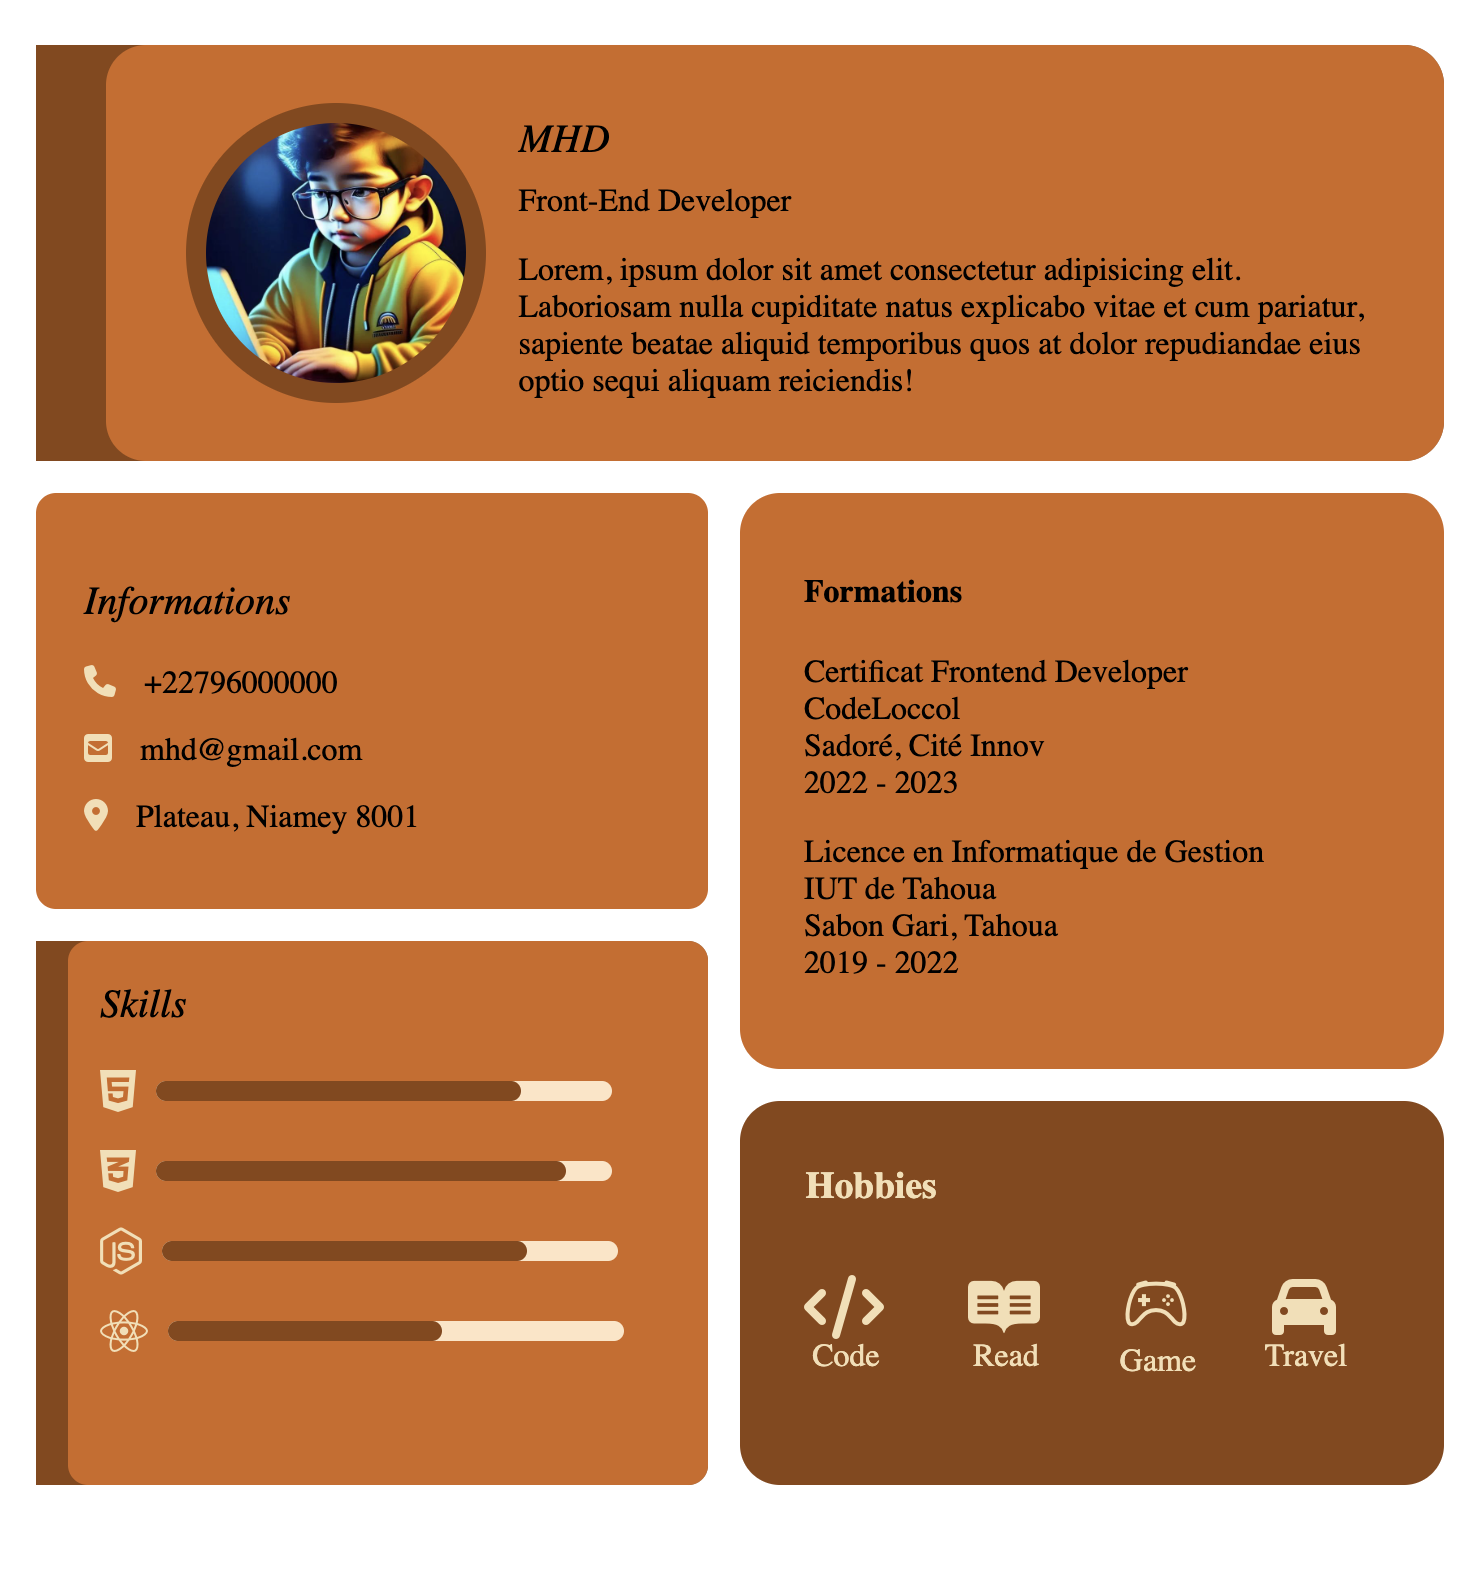 MHD
Front-End Developer
Lorem, ipsum dolor sit amet consectetur adipisicing elit.
Laboriosam nulla cupiditate natus explicabo vitae et cum pariatur,
sapiente beatae aliquid temporibus quos at dolor repudiandae eius
optio sequi aliquam reiciendis!
Informations
+22796000000
mhd@gmail.com
Plateau, Niamey 8001
Skills
5
3
JS
Formations
Certificat Frontend Developer
CodeLoccol
Sadoré, Cité Innov
2022 - 2023
Licence en Informatique de Gestion
IUT de Tahoua
Sabon Gari, Tahoua
2019 - 2022
Hobbies
Code
Read
Game
Travel